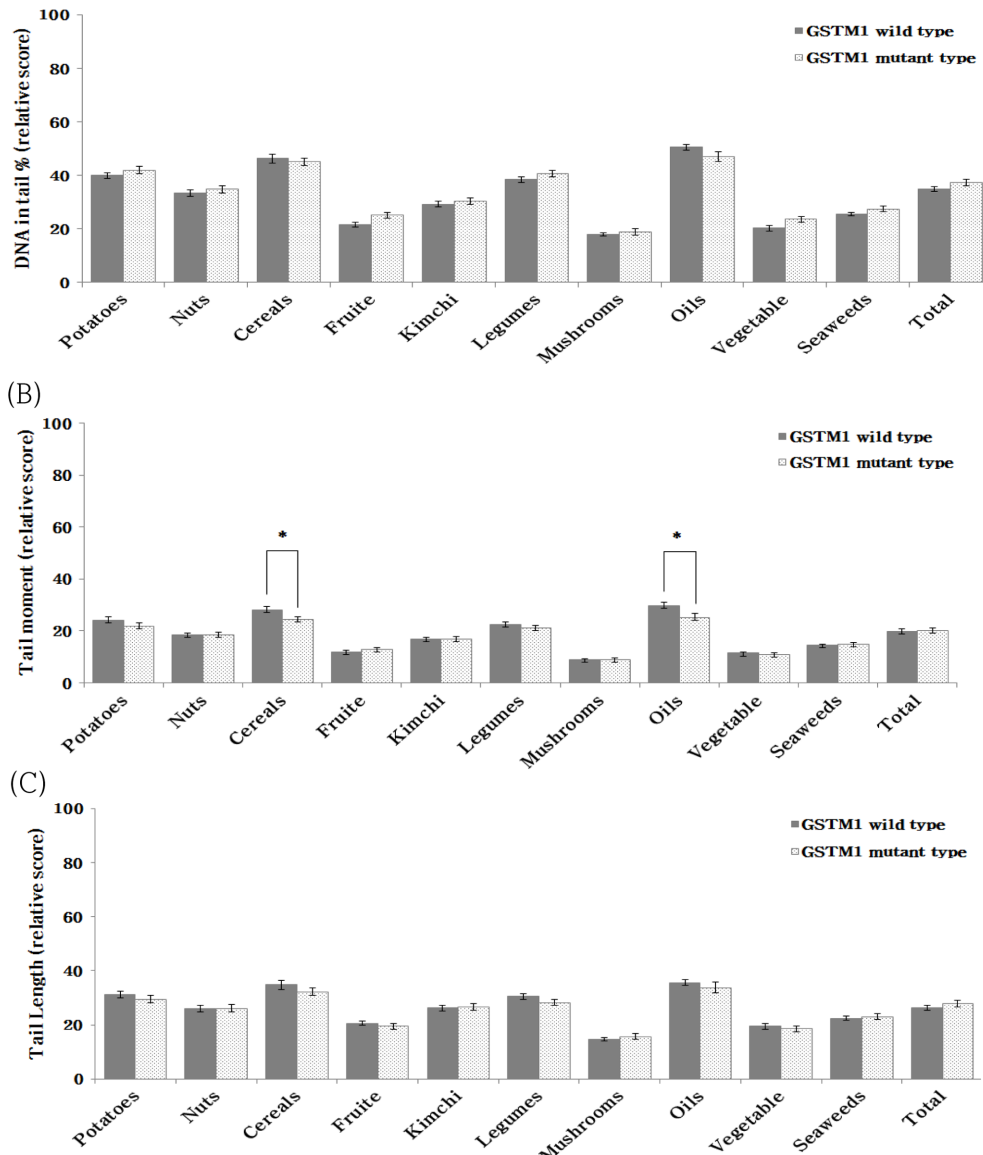 100
80
60
40
20
0
DNA in tail % (relative score)
GSTM1 wild type
GSTM1 mutant type
Potatoes
Nuts
Cereals
Fruite
Kimchi
Legumes
Mushrooms
Oils
Vegetable
Seaweeds
Total
(B)
100
80
60
40
20
0
Tail moment (relative score)
GSTM1 wild type
GSTM1 mutant type
*
*
Potatoes
Nuts
Cereals
Fruite
Kimchi
Legumes
Mushrooms
Oils
Vegetable
Seaweeds
Total
(C)
100
80
60
40
20
0
Tail Length (relative score)
GSTM1 wild type
GSTM1 mutant type
Potatoes
Nuts
Cereals
Fruite
Kimchi
Legumes
Mushrooms
Oils
Vegetable
Seaweeds
Total